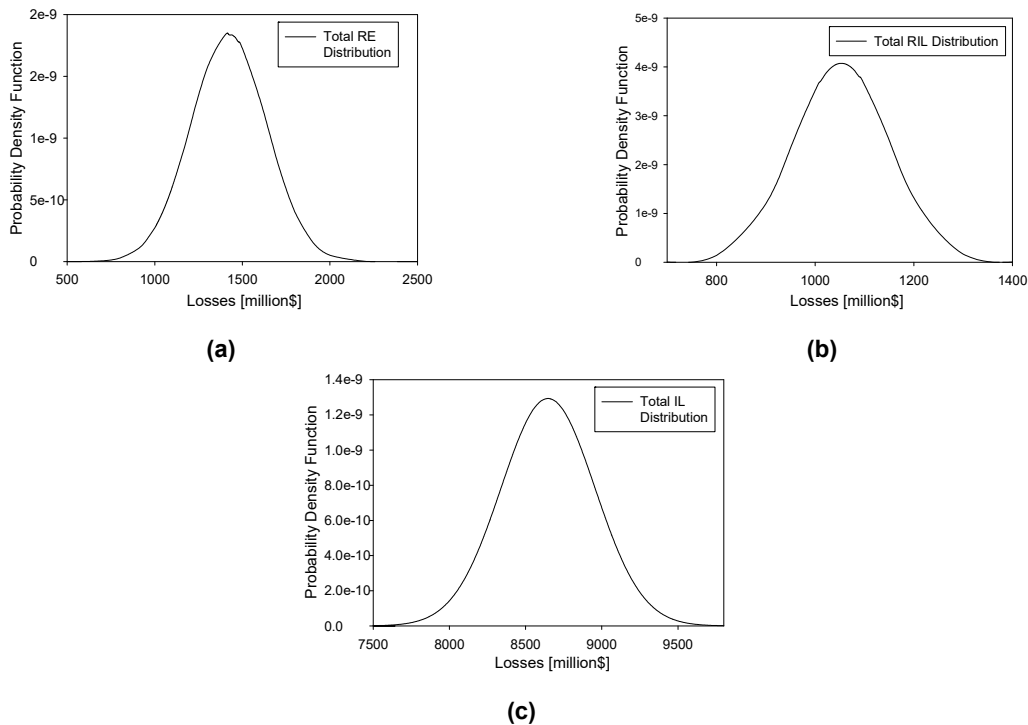 2e-9
2e-9
1e-9
5e-10
0
Probability Density Function
Total RE
Distribution
500 1000 1500 2000 2500
Losses [million$]
(a)
5e-9
4e-9
3e-9
2e-9
1e-9
0
Probability Density Function
Total RIL Distribution
800 1000 1200 1400
Losses [million$]
(b)
1.4e-9
1.2e-9
1.0e-9
8.0e-10
6.0e-10
4.0e-10
2.0e-10
0.0
Probability Density Function
Total IL
Distribution
7500 8000 8500 9000 9500
Losses [million$]
(c)